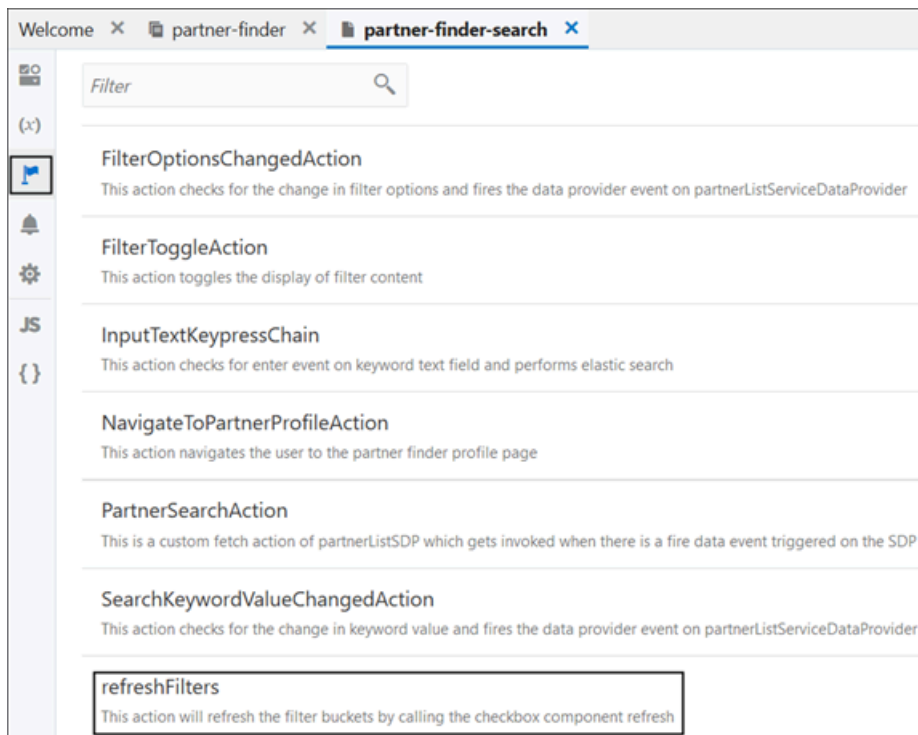 Welcome partner-finder partner-finder-search
Filter
(x)
FilterOptionsChangedAction
This action checks for the change in filter options and fires the data provider event on partnerListServiceDataProvider
FilterToggleAction
This action toggles the display of filter content
JS
InputTextKeypressChain
This action checks for enter event on keyword text field and performs elastic search
{ }
NavigateToPartnerProfileAction
This action navigates the user to the partner finder profile page
PartnerSearchAction
This is a custom fetch action of partnerListSDP which gets invoked when there is a fire data event triggered on the SDP
SearchKeywordValueChangedAction
This action checks for the change in keyword value and fires the data provider event on partnerListServiceDataProvider
refreshFilters
This action will refresh the filter buckets by calling the checkbox component refresh